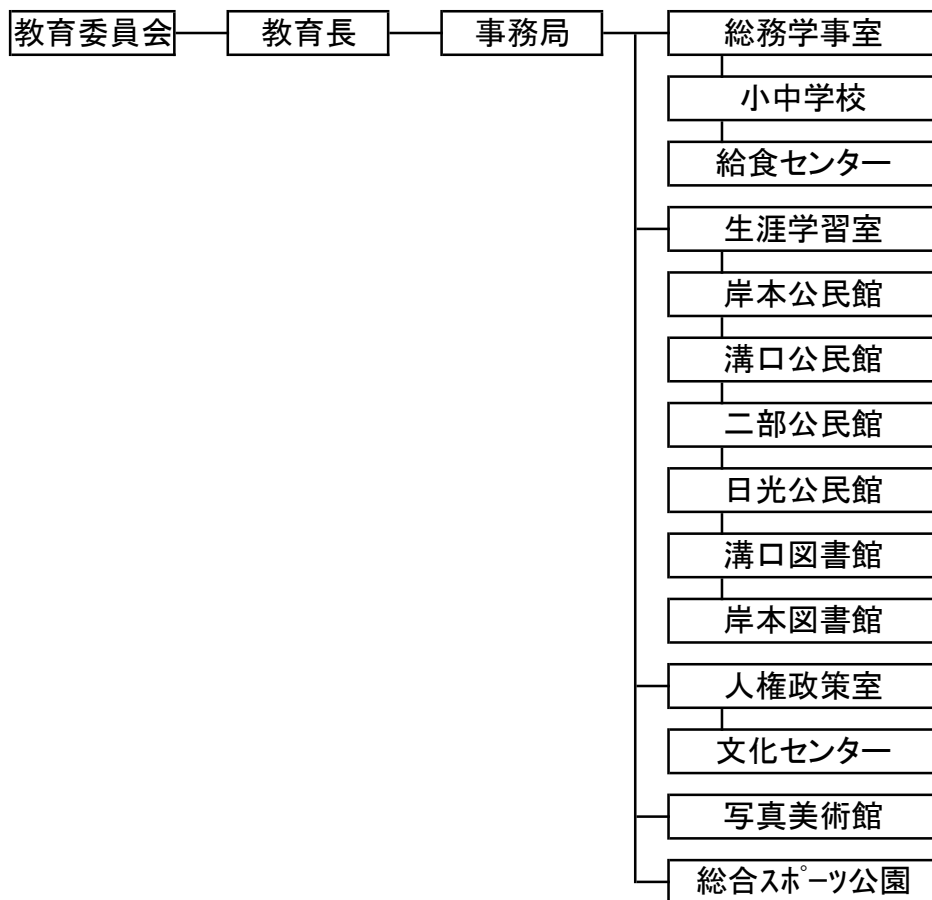 教育委員会
教育長
事務局
総務学事室
小中学校
給食センター
生涯学習室
岸本公民館
溝口公民館
二部公民館
日光公民館
溝口図書館
岸本図書館
人権政策室
文化センター
写真美術館
総合ｽﾎﾟｰﾂ公園